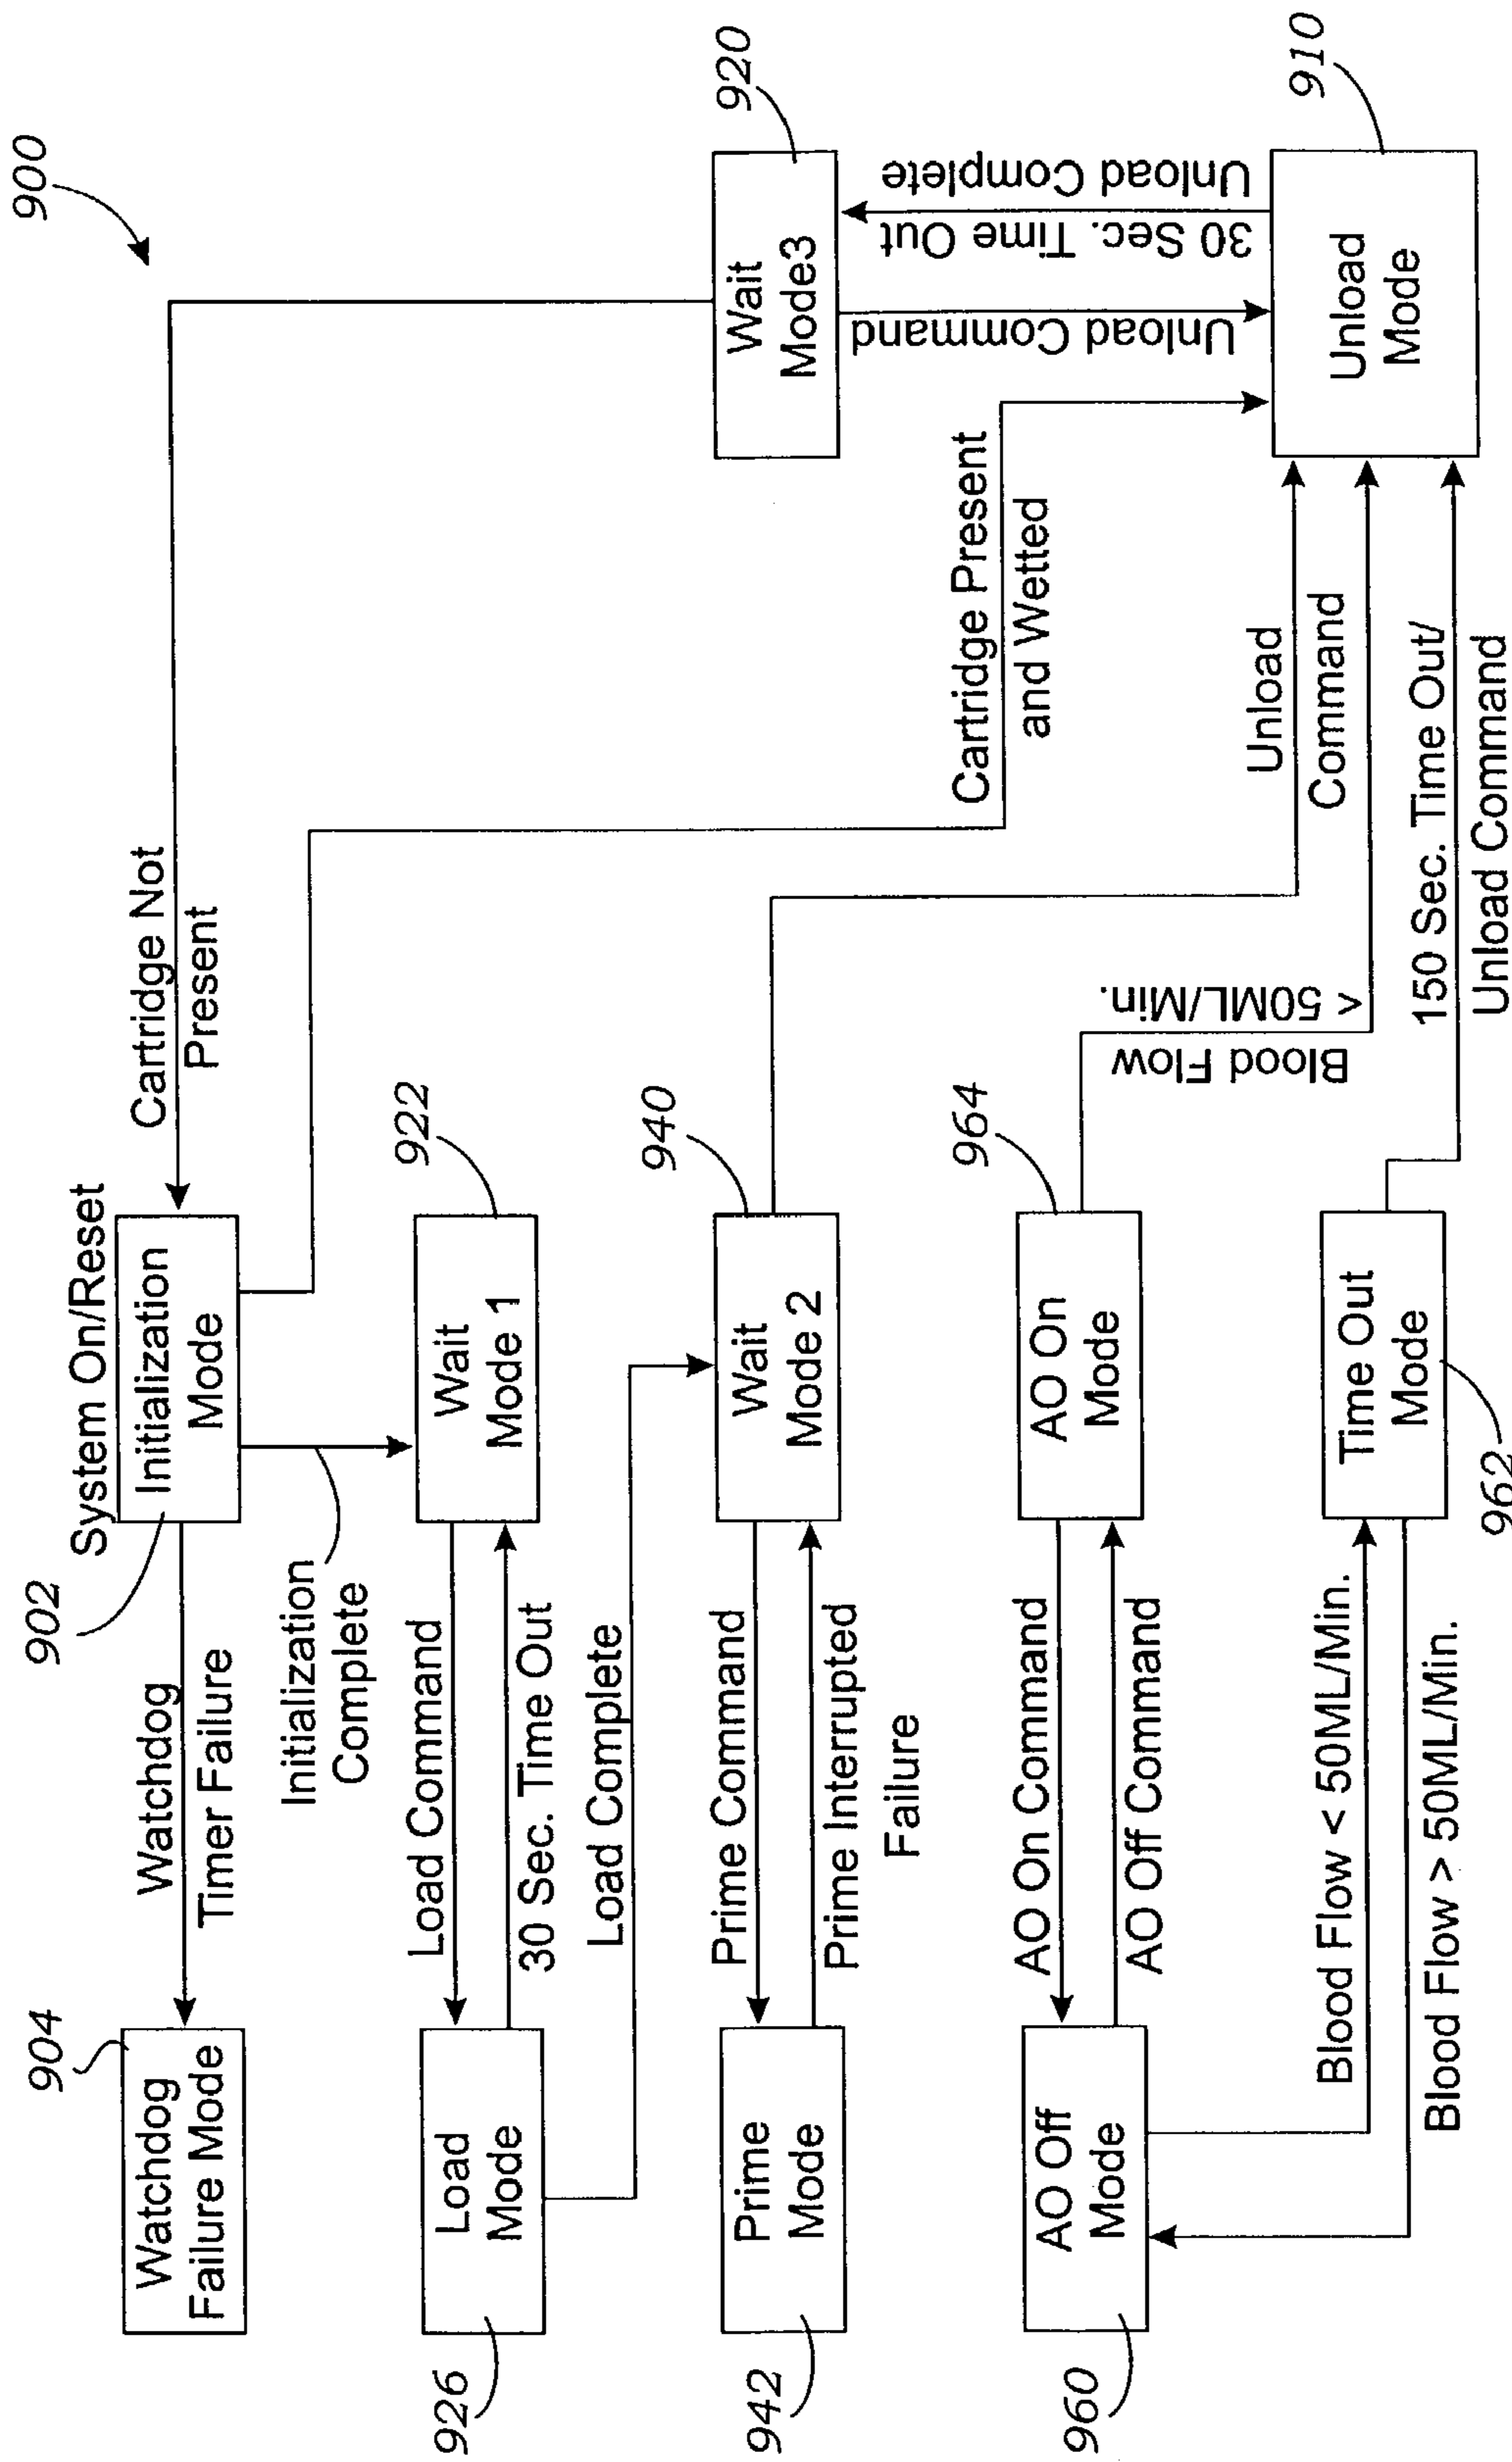 900
System On/Reset
902
Initialization
Mode
904
Watchdog
Failure Mode
Watchdog
Timer Failure
Cartridge Not
Present
Initialization
Complete
922
Wait
Mode 1
926
Load
Mode
Load Command
30 Sec. Time Out
Load Complete
920
Wait
Mode3
Unload Command
30 Sec. Time Out
Unload Complete
940
Wait
Mode 2
942
Prime
Mode
Prime Command
Prime Interrupted
Failure
Cartridge Present
and Wetted
964
AO On
Mode
960
AO Off
Mode
AO On Command
AO Off Command
Blood Flow
< 50ML/Min.
Unload
Command
910
Unload
Mode
Blood Flow < 50ML/Min.
Blood Flow > 50ML/Min.
962
Time Out
Mode
150 Sec. Time Out/
Unload Command